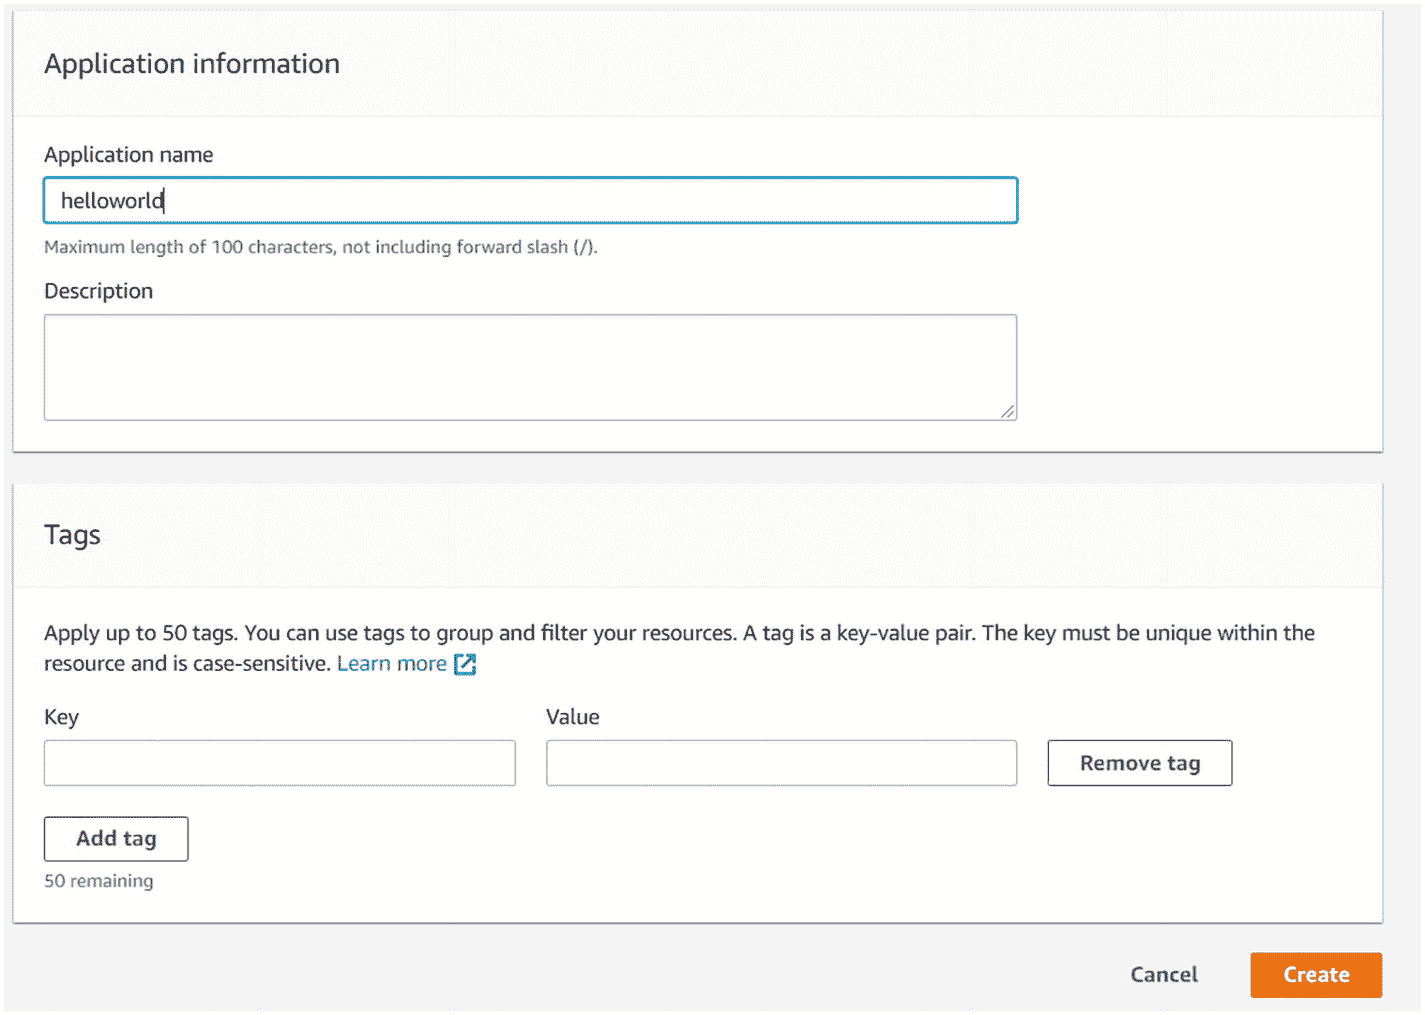 Application information
Application name
helloworld
Maximum length of 100 characters, not including forward slash (/).
Description
Tags
Apply up to 50 tags. You can use tags to group and filter your resources. A tag is a key-value pair. The key must be unique within the
resource and is case-sensitive. Learn more
Key Value
Remove tag
Add tag
50 remaining
Cancel Create